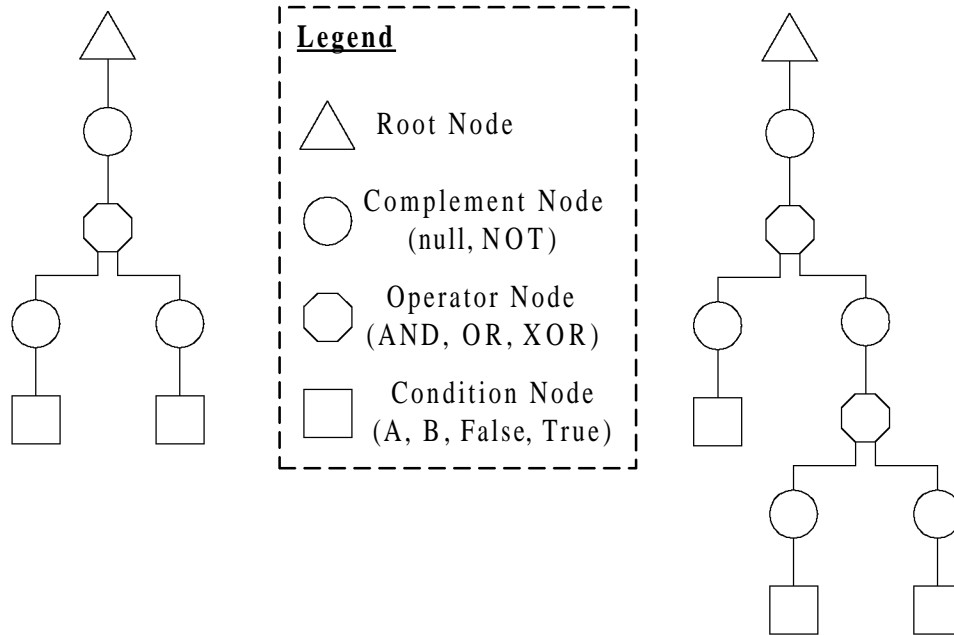 Legend
Root Node
Complement Node
(null, NOT)
Operator Node
(AND, OR, XOR)
Condition Node
(A, B, False, True)